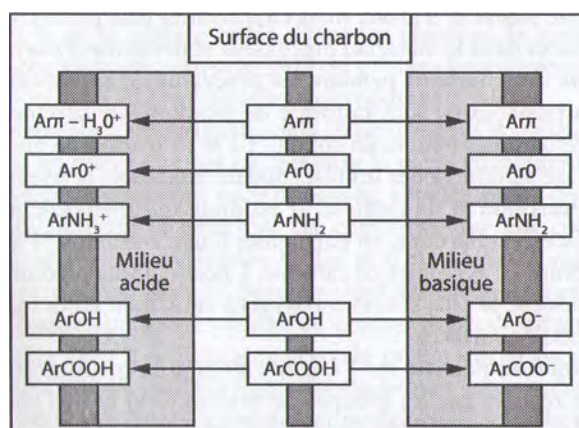 Surface du charbon
Arπ – H₃0⁺ Arπ Arπ
Ar0⁺ Ar0 Ar0
ArNH₃⁺ ArNH₂ ArNH₂
Milieu acide
Milieu basique
ArOH ArOH ArO⁻
ArCOOH ArCOOH ArCOO⁻